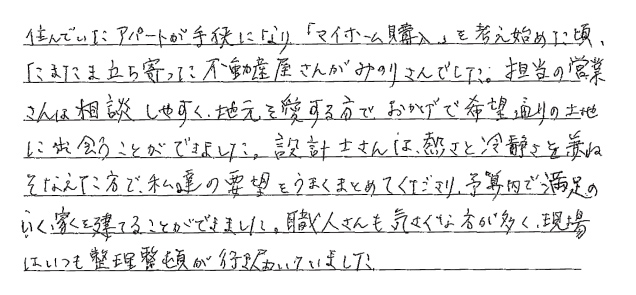 住んでいたアパートが手狭になり「マイホーム購入」を考え始めた頃、
たまたま立ち寄った不動産屋さんがみのりさんでした。担当の営業
さんは相談しやすく、地元を愛する方で おかげで希望通りの土地
に出会うことができました。設計士さんは、熱さと冷静さを兼ね
そなえた方で、私達の要望をうまくまとめてくださり、予算内で満足の
いく家を建てることができました。職人さんも気さくな方が多く、現場
はいつも整理整頓が行き届いていました。